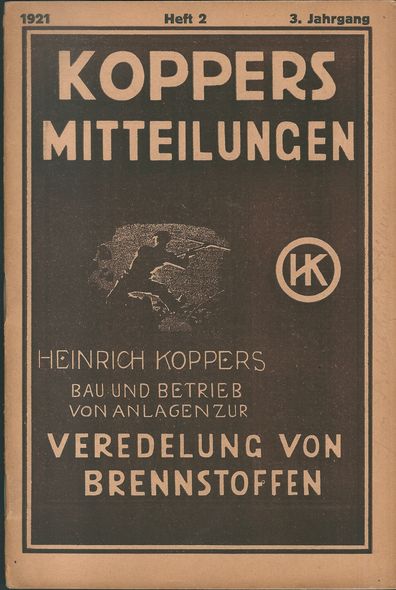 1921 Heft 2 3. Jahrgang
KOPPERS
MITTEILUNGEN
HK
HEINRICH KOPPERS
BAU UND BETRIEB
VON ANLAGEN ZUR
VEREDELUNG VON
BRENNSTOFFEN